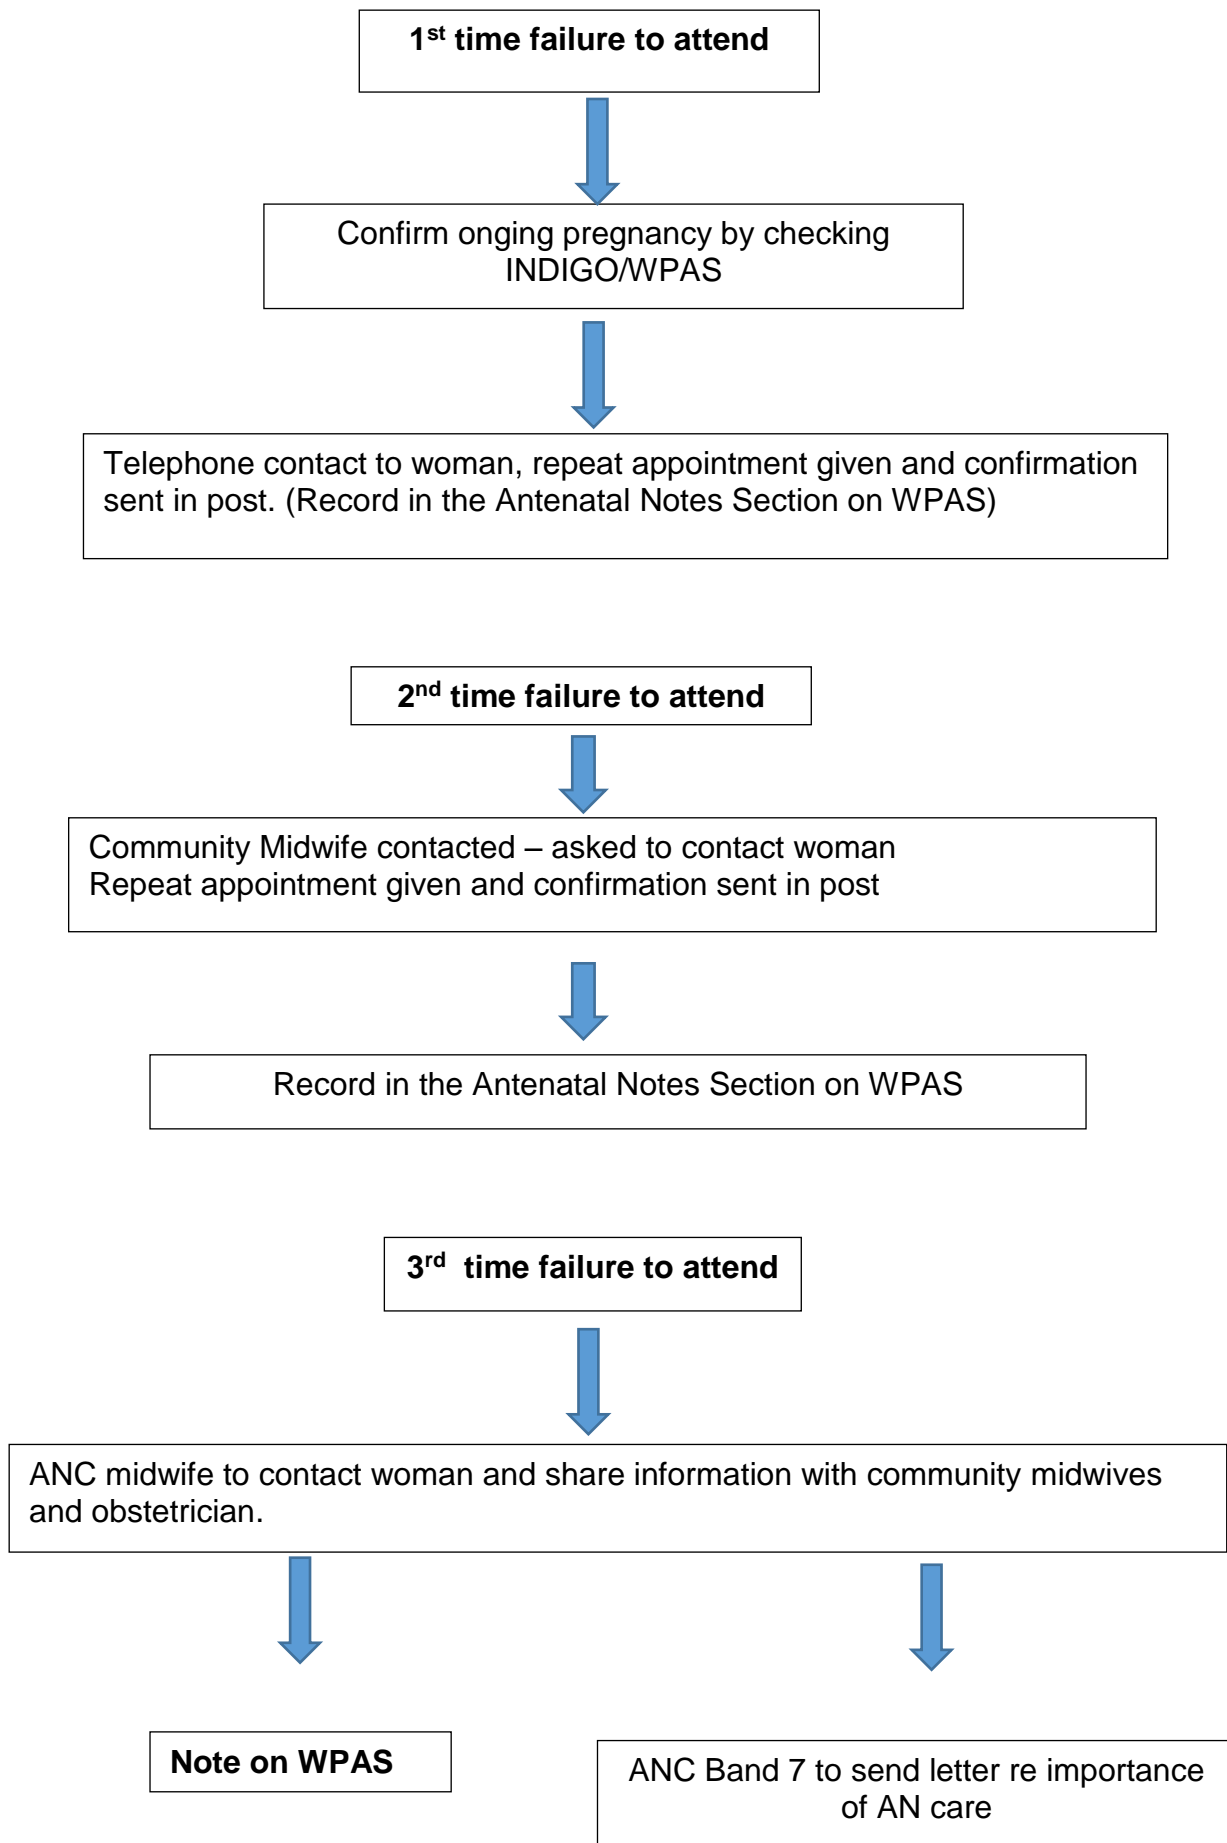 1st time failure to attend
Confirm onging pregnancy by checking
INDIGO/WPAS
Telephone contact to woman, repeat appointment given and confirmation
sent in post. (Record in the Antenatal Notes Section on WPAS)
2nd time failure to attend
Community Midwife contacted – asked to contact woman
Repeat appointment given and confirmation sent in post
Record in the Antenatal Notes Section on WPAS
3rd time failure to attend
ANC midwife to contact woman and share information with community midwives
and obstetrician.
Note on WPAS
ANC Band 7 to send letter re importance
of AN care